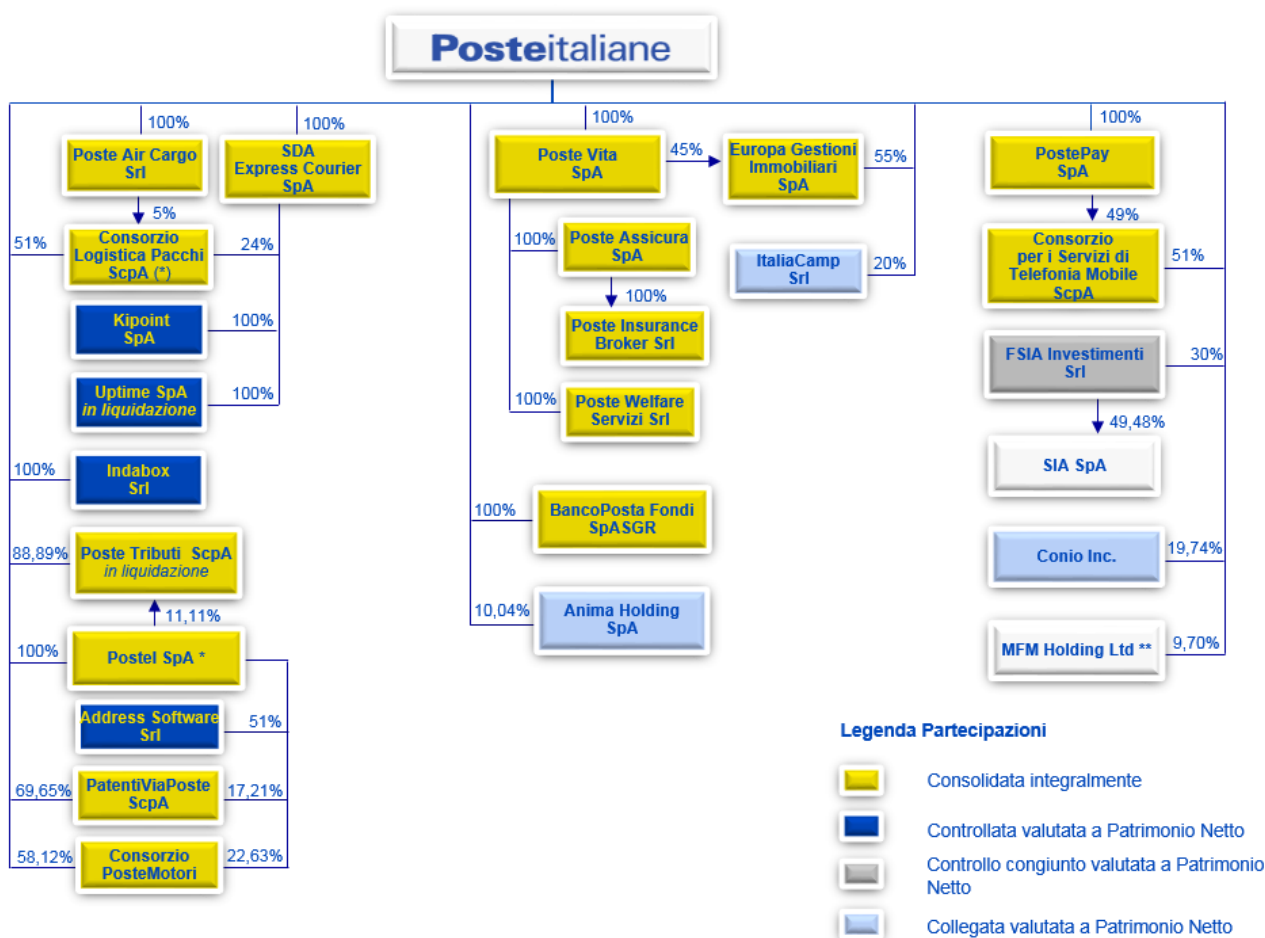 Posteitaliane
100%
Poste Air Cargo
Srl
5%
51%
Consorzio
Logistica Pacchi
ScpA (*)
24%
100%
SDA
Express Courier
SpA
Kipoint
SpA
100%
Uptime SpA
in liquidazione
100%
100%
Indabox
Srl
88,89%
Poste Tributi ScpA
in liquidazione
11,11%
100%
Postel SpA *
Address Software
Srl
51%
69,65%
PatentiViaPoste
ScpA
17,21%
58,12%
Consorzio
PosteMotori
22,63%
100%
Poste Vita
SpA
45%
Europa Gestioni
Immobiliari
SpA
55%
100%
Poste Assicura
SpA
ItaliaCamp
Srl
20%
100%
Poste Insurance
Broker Srl
100%
Poste Welfare
Servizi Srl
100%
BancoPosta Fondi
SpASGR
10,04%
Anima Holding
SpA
100%
PostePay
SpA
49%
Consorzio
per i Servizi di
Telefonia Mobile
ScpA
51%
FSIA Investimenti
Srl
30%
49,48%
SIA SpA
Conio Inc.
19,74%
MFM Holding Ltd **
9,70%
Legenda Partecipazioni
Consolidata integralmente
Controllata valutata a Patrimonio Netto
Controllo congiunto valutata a Patrimonio
Netto
Collegata valutata a Patrimonio Netto